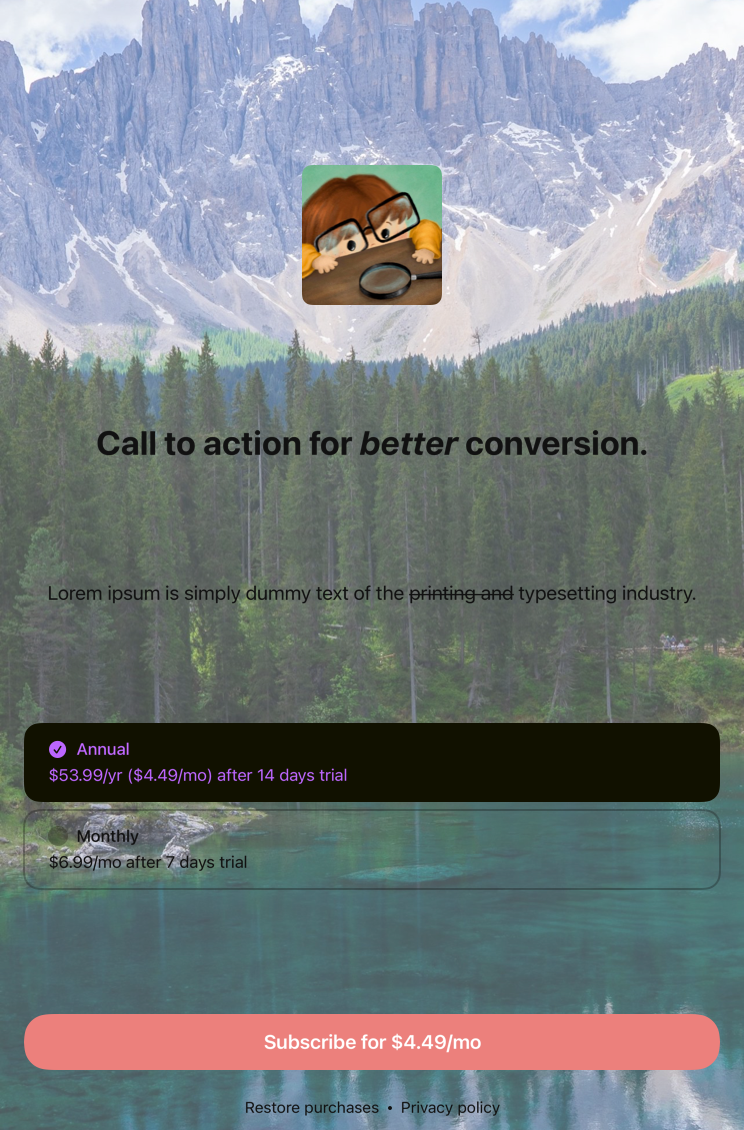 Call to action for better conversion.
Lorem ipsum is simply dummy text of the printing and typesetting industry.
Annual
$53.99/yr ($4.49/mo) after 14 days trial
Monthly
$6.99/mo after 7 days trial
Subscribe for $4.49/mo
Restore purchases • Privacy policy